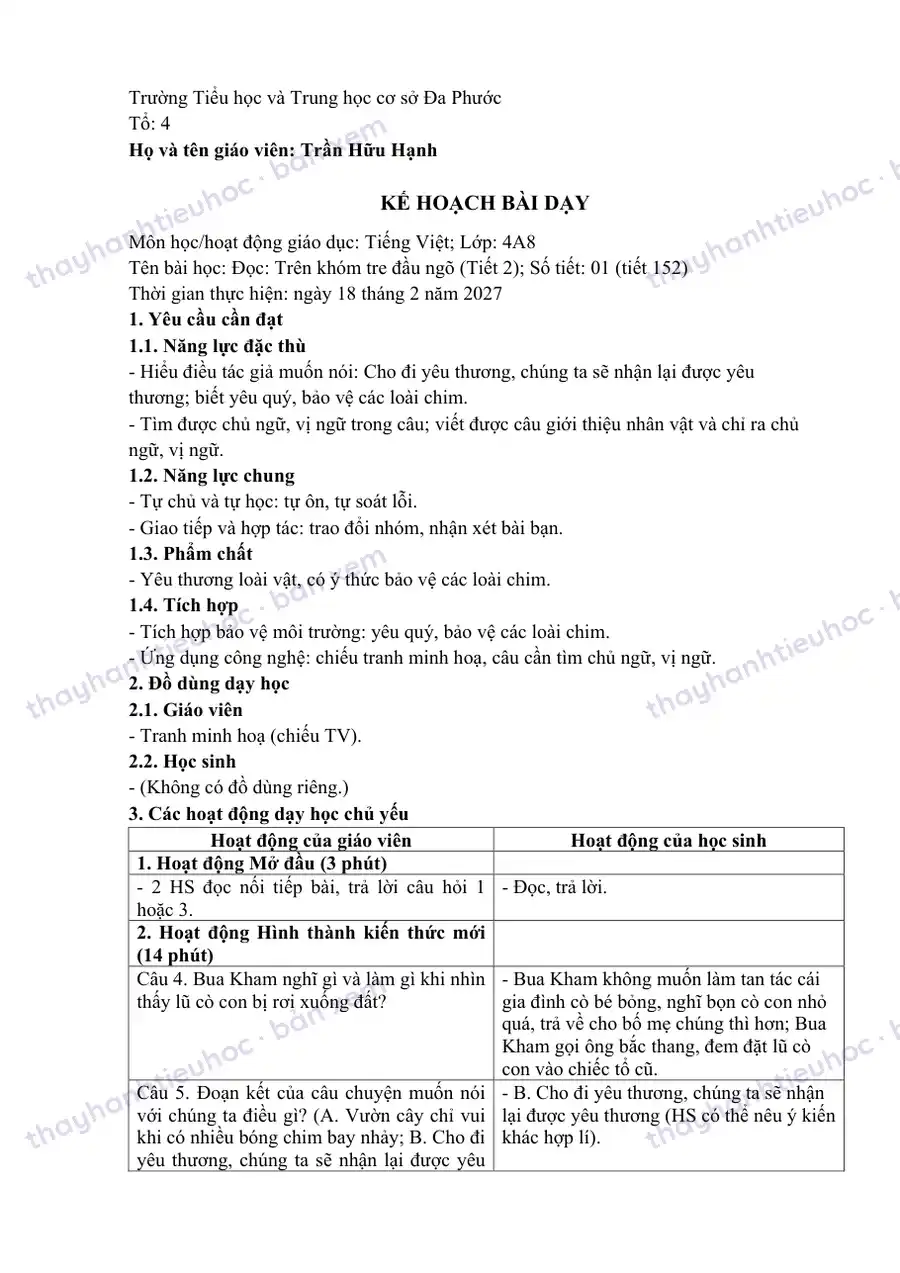 Trường Tiểu học và Trung học cơ sở Đa Phước
Tổ: 4
Họ và tên giáo viên: Trần Hữu Hạnh
KẾ HOẠCH BÀI DẠY
Môn học/hoạt động giáo dục: Tiếng Việt; Lớp: 4A8
Tên bài học: Đọc: Trên khóm tre đầu ngõ (Tiết 2); Số tiết: 01 (tiết 152)
Thời gian thực hiện: ngày 18 tháng 2 năm 2027
1. Yêu cầu cần đạt
1.1. Năng lực đặc thù
- Hiểu điều tác giả muốn nói: Cho đi yêu thương, chúng ta sẽ nhận lại được yêu
thương; biết yêu quý, bảo vệ các loài chim.
- Tìm được chủ ngữ, vị ngữ trong câu; viết được câu giới thiệu nhân vật và chỉ ra chủ
ngữ, vị ngữ.
1.2. Năng lực chung
- Tự chủ và tự học: tự ôn, tự soát lỗi.
- Giao tiếp và hợp tác: trao đổi nhóm, nhận xét bài bạn.
1.3. Phẩm chất
- Yêu thương loài vật, có ý thức bảo vệ các loài chim.
1.4. Tích hợp
- Tích hợp bảo vệ môi trường: yêu quý, bảo vệ các loài chim.
- Ứng dụng công nghệ: chiếu tranh minh hoạ, câu cần tìm chủ ngữ, vị ngữ.
2. Đồ dùng dạy học
2.1. Giáo viên
- Tranh minh hoạ (chiếu TV).
2.2. Học sinh
- (Không có đồ dùng riêng.)
3. Các hoạt động dạy học chủ yếu
Hoạt động của giáo viên
Hoạt động của học sinh
1. Hoạt động Mở đầu (3 phút)
- 2 HS đọc nối tiếp bài, trả lời câu hỏi 1
hoặc 3.
- Đọc, trả lời.
2. Hoạt động Hình thành kiến thức mới
(14 phút)
Câu 4. Bua Kham nghĩ gì và làm gì khi nhìn
thấy lũ cò con bị rơi xuống đất?
- Bua Kham không muốn làm tan tác cái
gia đình cò bé bỏng, nghĩ bọn cò con nhỏ
quá, trả về cho bố mẹ chúng thì hơn; Bua
Kham gọi ông bắc thang, đem đặt lũ cò
con vào chiếc tổ cũ.
Câu 5. Đoạn kết của câu chuyện muốn nói
với chúng ta điều gì? (A. Vườn cây chỉ vui
khi có nhiều bóng chim bay nhảy; B. Cho đi
yêu thương, chúng ta sẽ nhận lại được yêu
- B. Cho đi yêu thương, chúng ta sẽ nhận
lại được yêu thương (HS có thể nêu ý kiến
khác hợp lí).
thayhanhtieuhoc · bản xem
thayhanhtieuhoc · b
thayhanhtieuhoc · bản xem
thayhanhtieuhoc · b
thayhanhtieuhoc · bản xem
thayhanhtieuhoc · b